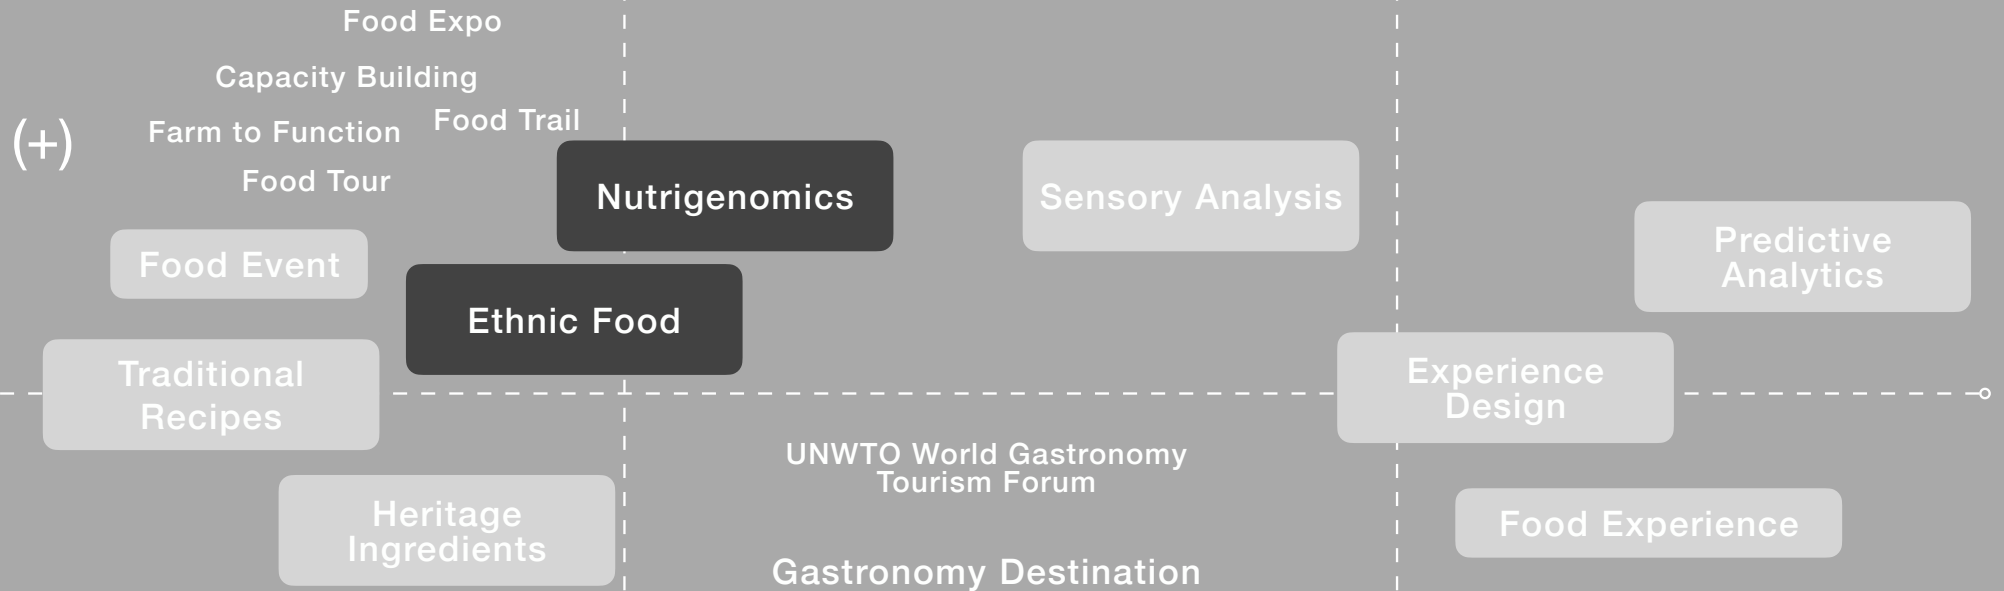 Food Expo
Capacity Building
Food Trail
Farm to Function
(+)
Food Tour
Nutrigenomics
Sensory Analysis
Predictive
Analytics
Food Event
Ethnic Food
Traditional
Recipes
Experience
Design
UNWTO World Gastronomy
Tourism Forum
Heritage
Ingredients
Food Experience
Gastronomy Destination